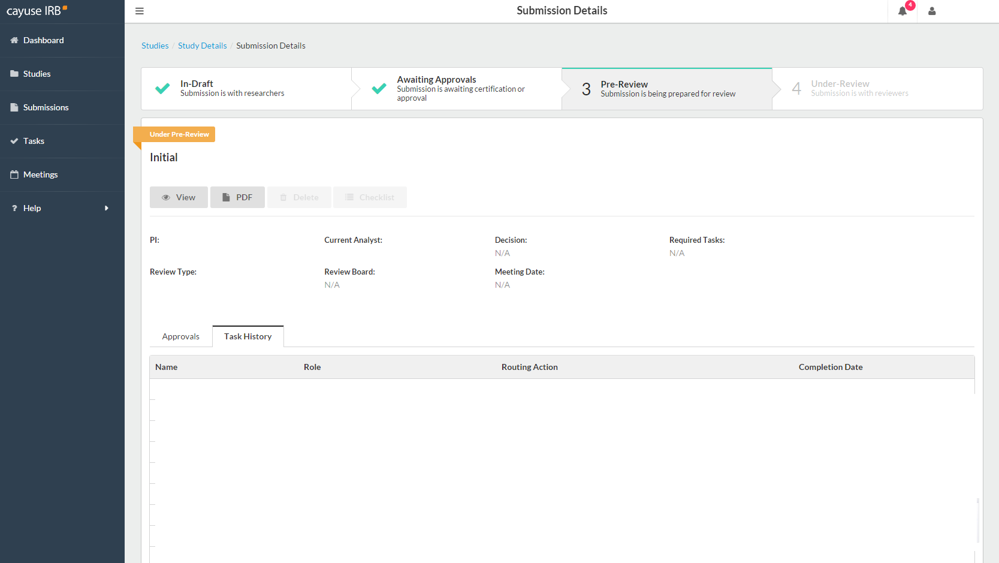 cayuse IRB
Submission Details
4
Dashboard
Studies
Submissions
Tasks
Meetings
Help
Studies / Study Details / Submission Details
In-Draft
Submission is with researchers
Awaiting Approvals
Submission is awaiting certification or
approval
3
Pre-Review
Submission is being prepared for review
4
Under-Review
Submission is with reviewers
Under Pre-Review
Initial
View
PDF
Delete
Checklist
PI:
Current Analyst:
Decision:
N/A
Required Tasks:
N/A
Review Type:
Review Board:
N/A
Meeting Date:
N/A
Approvals
Task History
Name
Role
Routing Action
Completion Date